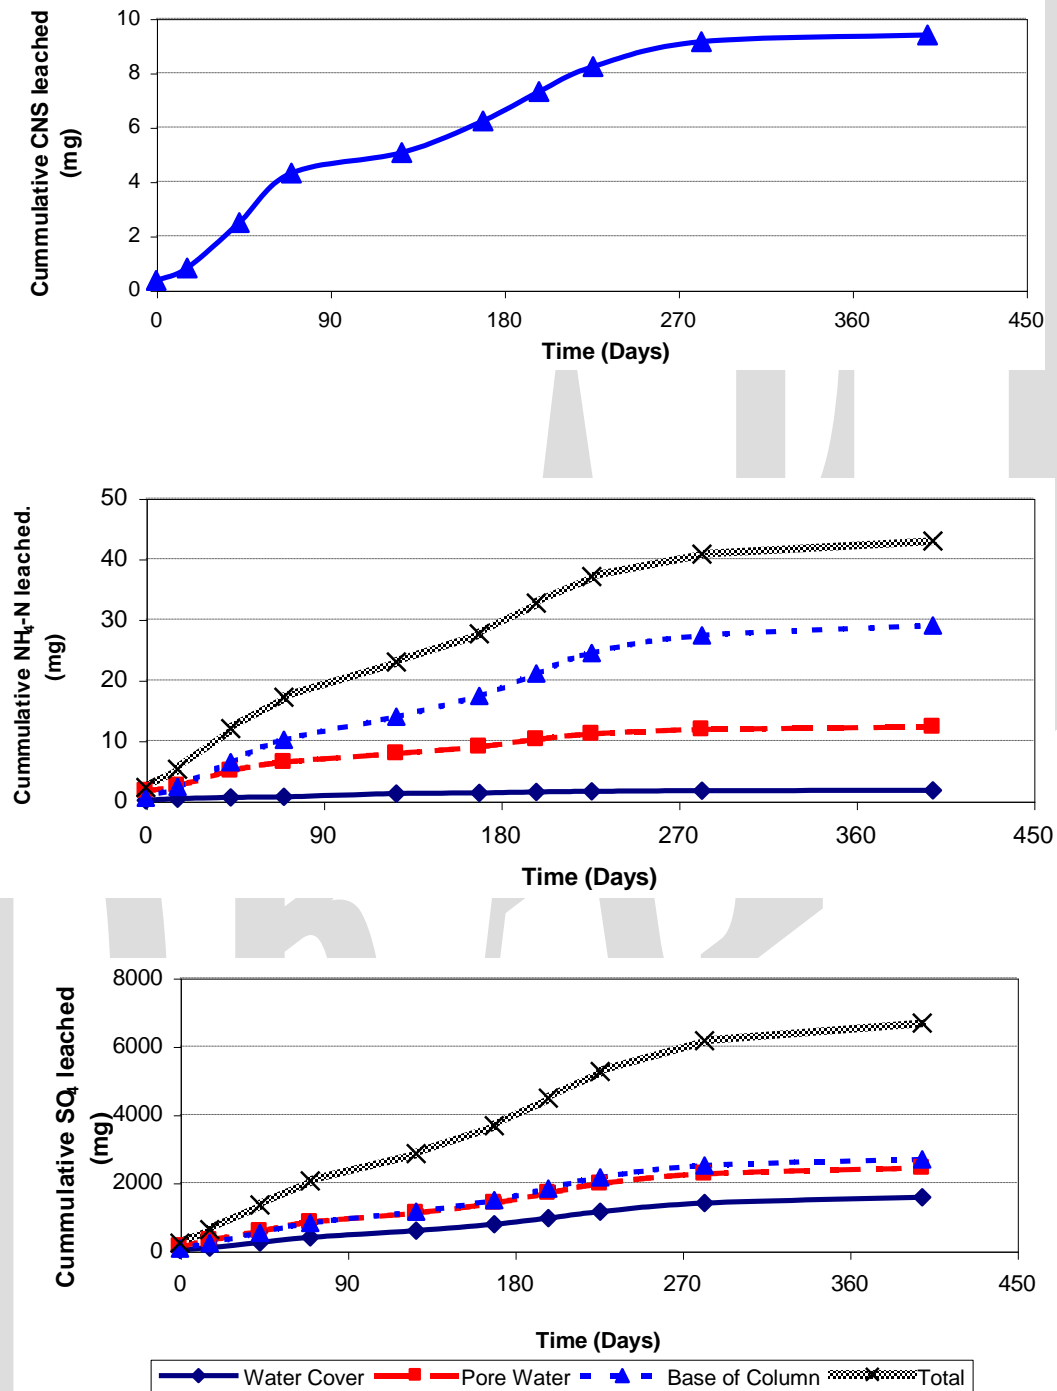 Cummulative CNS leached
(mg)
10
8
6
4
2
0
0 90 180 270 360 450
Time (Days)
Cummulative NH4-N leached.
(mg)
50
40
30
20
10
0
0 90 180 270 360 450
Time (Days)
Cummulative SO4 leached
(mg)
8000
6000
4000
2000
0
0 90 180 270 360 450
Time (Days)
Water Cover Pore Water Base of Column Total